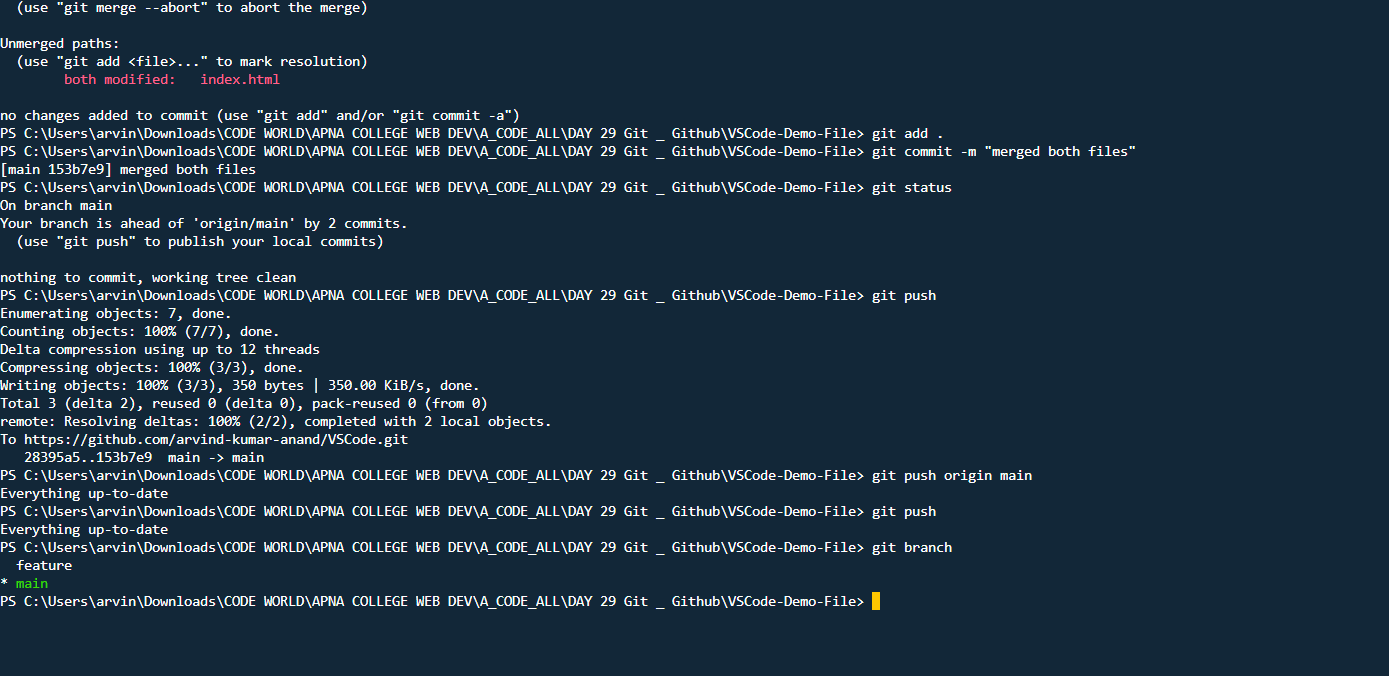 (use "git merge --abort" to abort the merge)
Unmerged paths:
(use "git add <file>..." to mark resolution)
both modified:   index.html
no changes added to commit (use "git add" and/or "git commit -a")
PS C:\Users\arvin\Downloads\CODE WORLD\APNA COLLEGE WEB DEV\A_CODE_ALL\DAY 29 Git _ Github\VSCode-Demo-File> git add .
PS C:\Users\arvin\Downloads\CODE WORLD\APNA COLLEGE WEB DEV\A_CODE_ALL\DAY 29 Git _ Github\VSCode-Demo-File> git commit -m "merged both files"
[main 153b7e9] merged both files
PS C:\Users\arvin\Downloads\CODE WORLD\APNA COLLEGE WEB DEV\A_CODE_ALL\DAY 29 Git _ Github\VSCode-Demo-File> git status
On branch main
Your branch is ahead of 'origin/main' by 2 commits.
(use "git push" to publish your local commits)
nothing to commit, working tree clean
PS C:\Users\arvin\Downloads\CODE WORLD\APNA COLLEGE WEB DEV\A_CODE_ALL\DAY 29 Git _ Github\VSCode-Demo-File> git push
Enumerating objects: 7, done.
Counting objects: 100% (7/7), done.
Delta compression using up to 12 threads
Compressing objects: 100% (3/3), done.
Writing objects: 100% (3/3), 350 bytes | 350.00 KiB/s, done.
Total 3 (delta 2), reused 0 (delta 0), pack-reused 0 (from 0)
remote: Resolving deltas: 100% (2/2), completed with 2 local objects.
To https://github.com/arvind-kumar-anand/VSCode.git
28395a5..153b7e9  main -> main
PS C:\Users\arvin\Downloads\CODE WORLD\APNA COLLEGE WEB DEV\A_CODE_ALL\DAY 29 Git _ Github\VSCode-Demo-File> git push origin main
Everything up-to-date
PS C:\Users\arvin\Downloads\CODE WORLD\APNA COLLEGE WEB DEV\A_CODE_ALL\DAY 29 Git _ Github\VSCode-Demo-File> git push
Everything up-to-date
PS C:\Users\arvin\Downloads\CODE WORLD\APNA COLLEGE WEB DEV\A_CODE_ALL\DAY 29 Git _ Github\VSCode-Demo-File> git branch
feature
* main
PS C:\Users\arvin\Downloads\CODE WORLD\APNA COLLEGE WEB DEV\A_CODE_ALL\DAY 29 Git _ Github\VSCode-Demo-File>